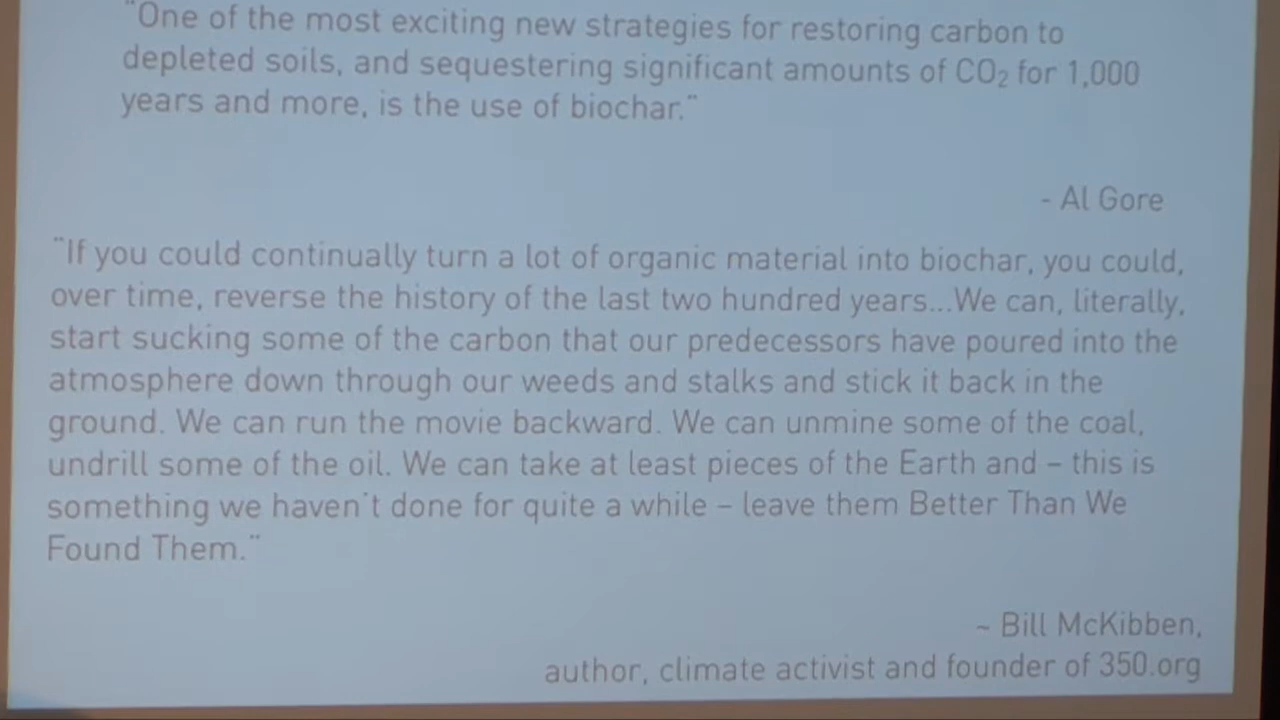 "One of the most exciting new strategies for restoring carbon to
depleted soils, and sequestering significant amounts of CO₂ for 1,000
years and more, is the use of biochar."
- Al Gore
"If you could continually turn a lot of organic material into biochar, you could,
over time, reverse the history of the last two hundred years...We can, literally,
start sucking some of the carbon that our predecessors have poured into the
atmosphere down through our weeds and stalks and stick it back in the
ground. We can run the movie backward. We can unmine some of the coal,
undrill some of the oil. We can take at least pieces of the Earth and – this is
something we haven't done for quite a while – leave them Better Than We
Found Them."
~ Bill McKibben,
author, climate activist and founder of 350.org